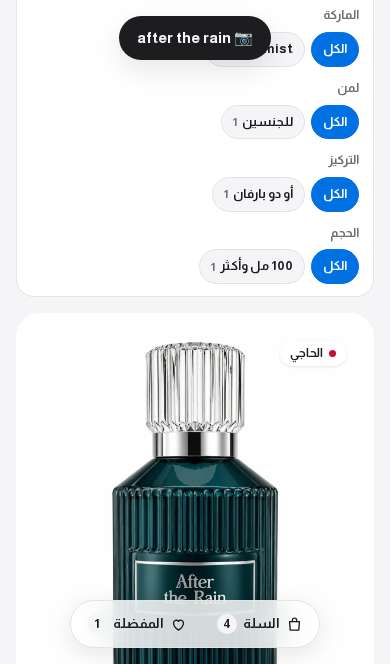 الماركة
after the rain 📷
الكل
لمن
الكل
للجنسين 1
التركيز
الكل
أو دو بارفان 1
الحجم
الكل
100 مل وأكثر 1
الحاجي
After
the Rain
السلة 4
المفضلة 1